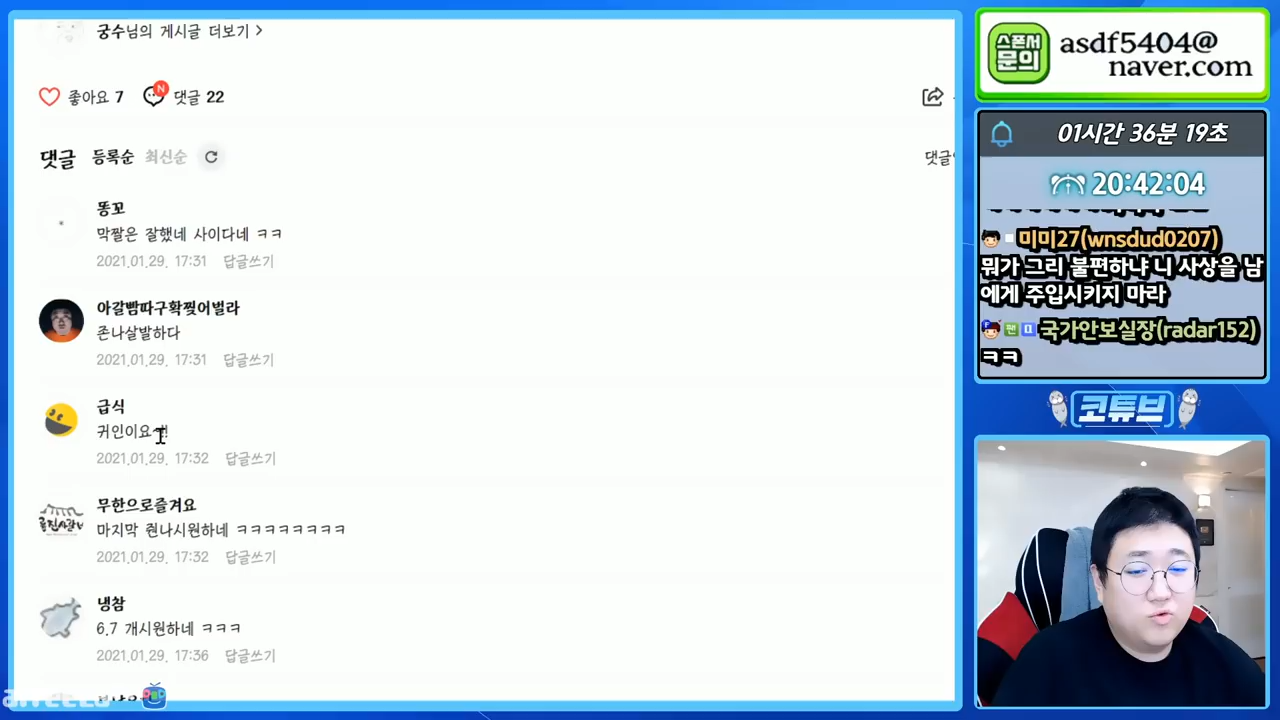 궁수님의 게시글 더보기 >
좋아요 7 N 댓글 22
댓글 등록순 최신순
똥꼬
막짤은 잘했네 사이다네 ㅋㅋ
2021.01.29. 17:31 답글쓰기
아갈빰따구확찢어벌라
존나살발하다
2021.01.29. 17:31 답글쓰기
급식
귀인이요
2021.01.29. 17:32 답글쓰기
무한으로즐겨요
마지막 줜나시원하네 ㅋㅋㅋㅋㅋㅋㅋㅋ
2021.01.29. 17:32 답글쓰기
냉참
6.7 개시원하네 ㅋㅋㅋ
2021.01.29. 17:36 답글쓰기
스폰서
문의
asdf5404@
naver.com
01시간 36분 19초
20:42:04
미미27(wnsdud0207)
뭐가 그리 불편하냐 니 사상을 남
에게 주입시키지 마라
팬 국가안보실장(radar152)
ㅋㅋ
코튜브
afreeca